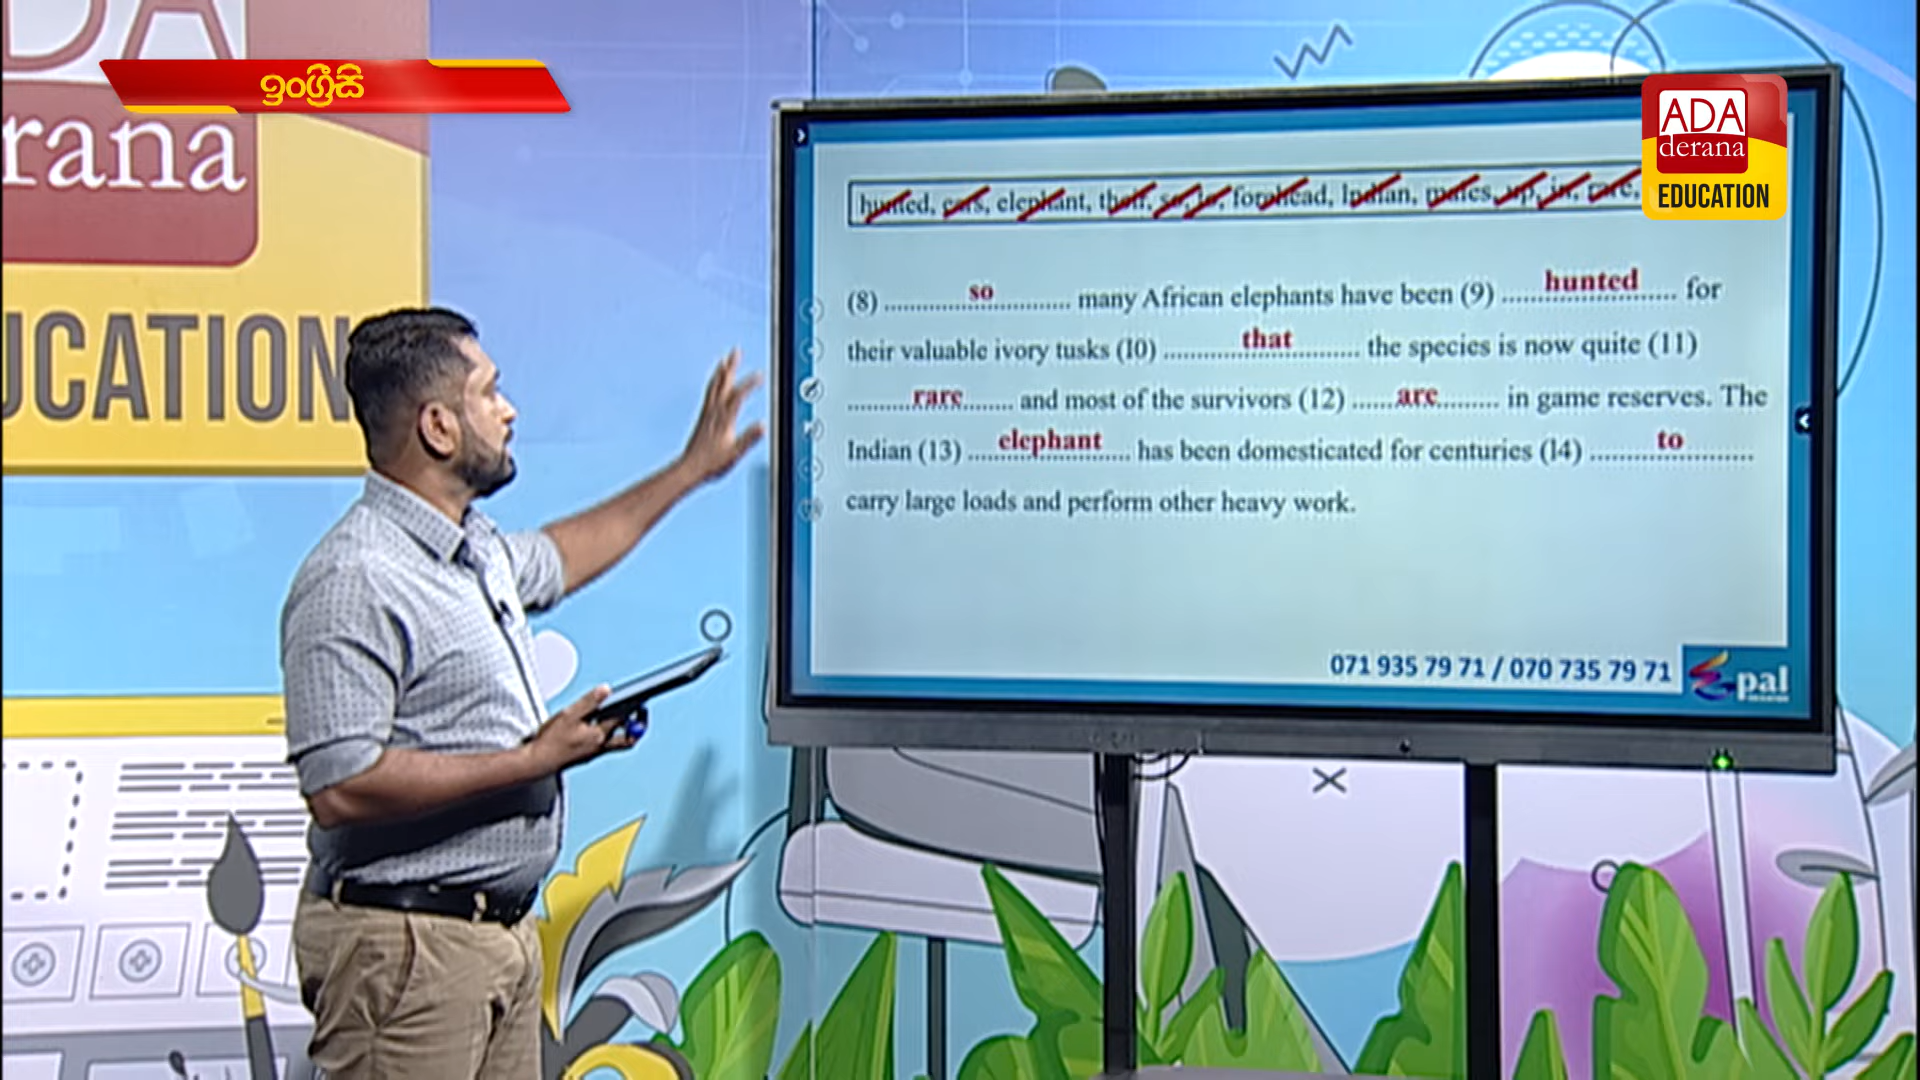 ඉංග්‍රීසි
DA
rana
UCATION
ADA
derana
EDUCATION
hunted, ears, elephant, their, so, to, forehead, Indian, males, up, in, rare,
(8) ............ so ............ many African elephants have been (9) ............ hunted ............ for
their valuable ivory tusks (10) ............ that ............ the species is now quite (11)
............ rare ............ and most of the survivors (12) ............ are ............ in game reserves. The
Indian (13) ............ elephant ............ has been domesticated for centuries (14) ............ to ............
carry large loads and perform other heavy work.
071 935 79 71 / 070 735 79 71
pal